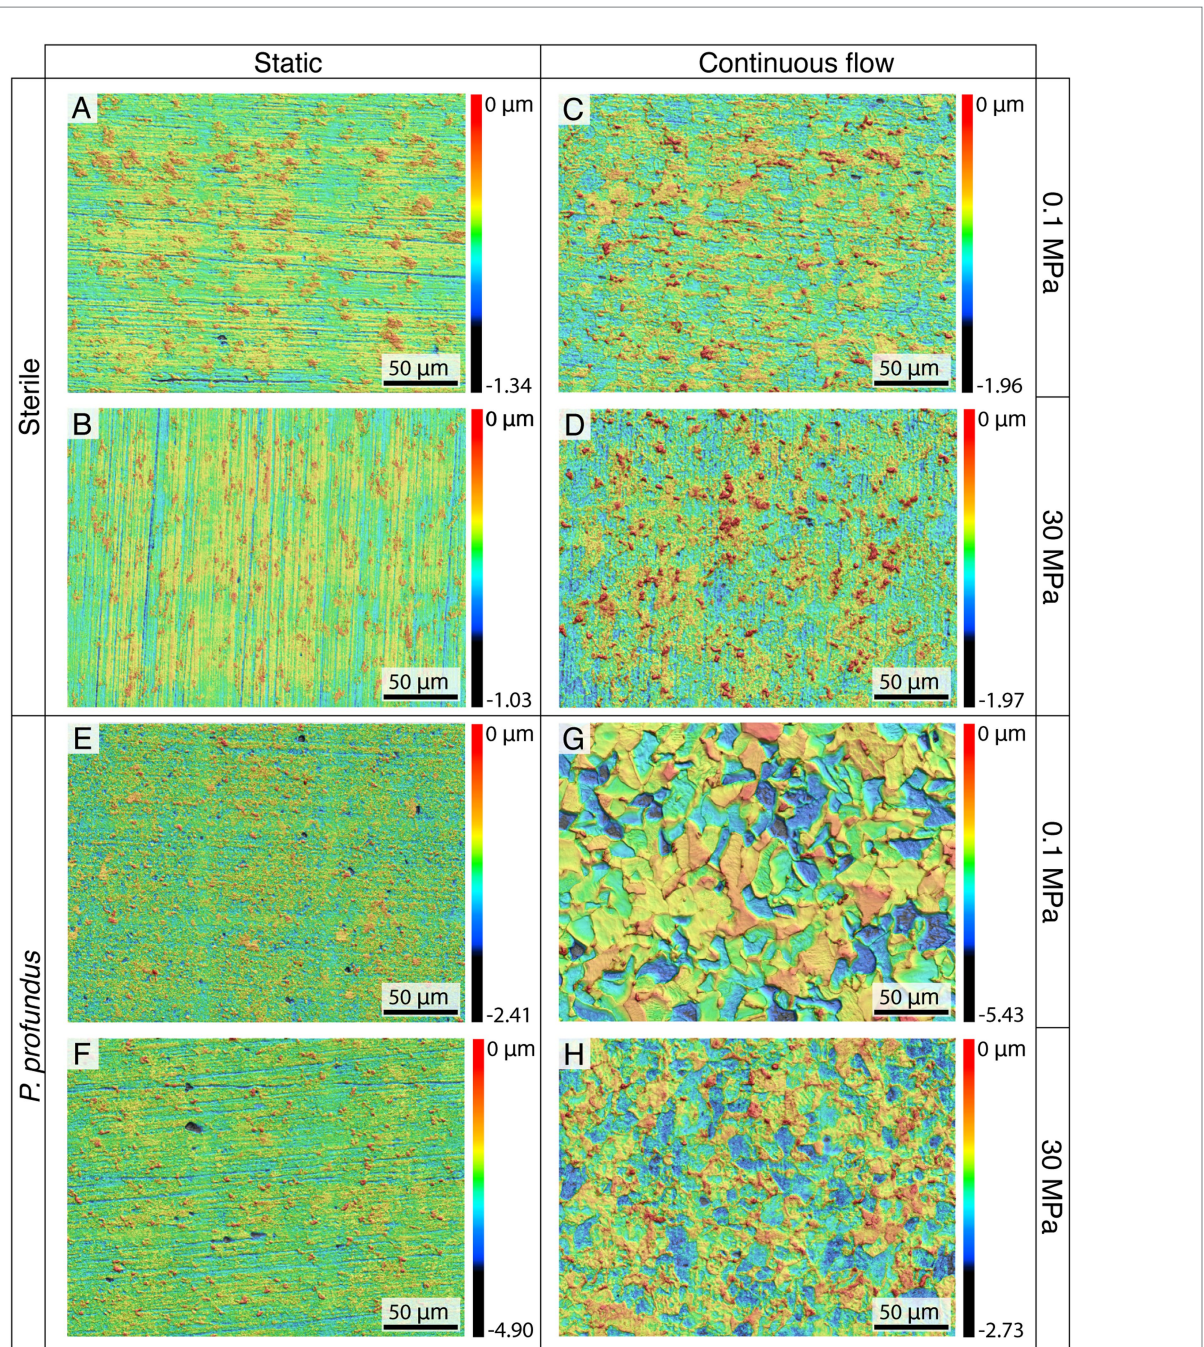 Static
Continuous flow
Sterile
P. profundus
0.1 MPa
30 MPa
0.1 MPa
30 MPa
A
0 µm
50 µm
-1.34
C
0 µm
50 µm
-1.96
B
0 µm
50 µm
-1.03
D
0 µm
50 µm
-1.97
E
0 µm
50 µm
-2.41
G
0 µm
50 µm
-5.43
F
0 µm
50 µm
-4.90
H
0 µm
50 µm
-2.73